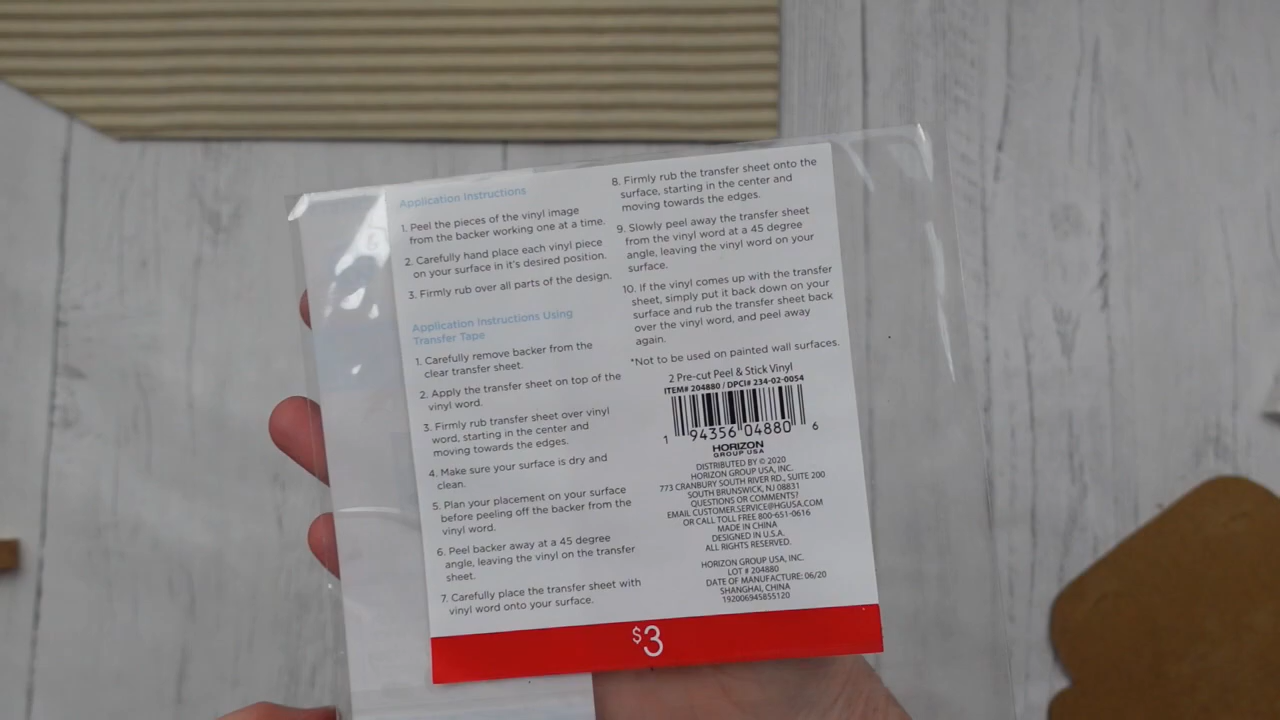 Application Instructions
1. Peel the pieces of the vinyl image
from the backer working one at a time.
2. Carefully hand place each vinyl piece
on your surface in it's desired position.
3. Firmly rub over all parts of the design.
Application Instructions Using
Transfer Tape
1. Carefully remove backer from the
clear transfer sheet.
2. Apply the transfer sheet on top of the
vinyl word.
3. Firmly rub transfer sheet over vinyl
word, starting in the center and
moving towards the edges.
4. Make sure your surface is dry and
clean.
5. Plan your placement on your surface
before peeling off the backer from the
vinyl word.
6. Peel backer away at a 45 degree
angle, leaving the vinyl on the transfer
sheet.
7. Carefully place the transfer sheet with
vinyl word onto your surface.
8. Firmly rub the transfer sheet onto the
surface, starting in the center and
moving towards the edges.
9. Slowly peel away the transfer sheet
from the vinyl word at a 45 degree
angle, leaving the vinyl word on your
surface.
10. If the vinyl comes up with the transfer
sheet, simply put it back down on your
surface and rub the transfer sheet back
over the vinyl word, and peel away
again.
*Not to be used on painted wall surfaces.
2 Pre-cut Peel & Stick Vinyl
ITEM# 204880 / DPCI# 234-02-0054
1 94356 04880 6
HORIZON
GROUP USA
DISTRIBUTED BY © 2020
HORIZON GROUP USA, INC.
773 CRANBURY SOUTH RIVER RD., SUITE 200
SOUTH BRUNSWICK, NJ 08831
QUESTIONS OR COMMENTS?
EMAIL CUSTOMER.SERVICE@HGUSA.COM
OR CALL TOLL FREE 800-651-0616
MADE IN CHINA
DESIGNED IN U.S.A.
ALL RIGHTS RESERVED.
HORIZON GROUP USA, INC.
LOT # 204880
DATE OF MANUFACTURE: 06/20
SHANGHAI, CHINA
192006945855120
$3